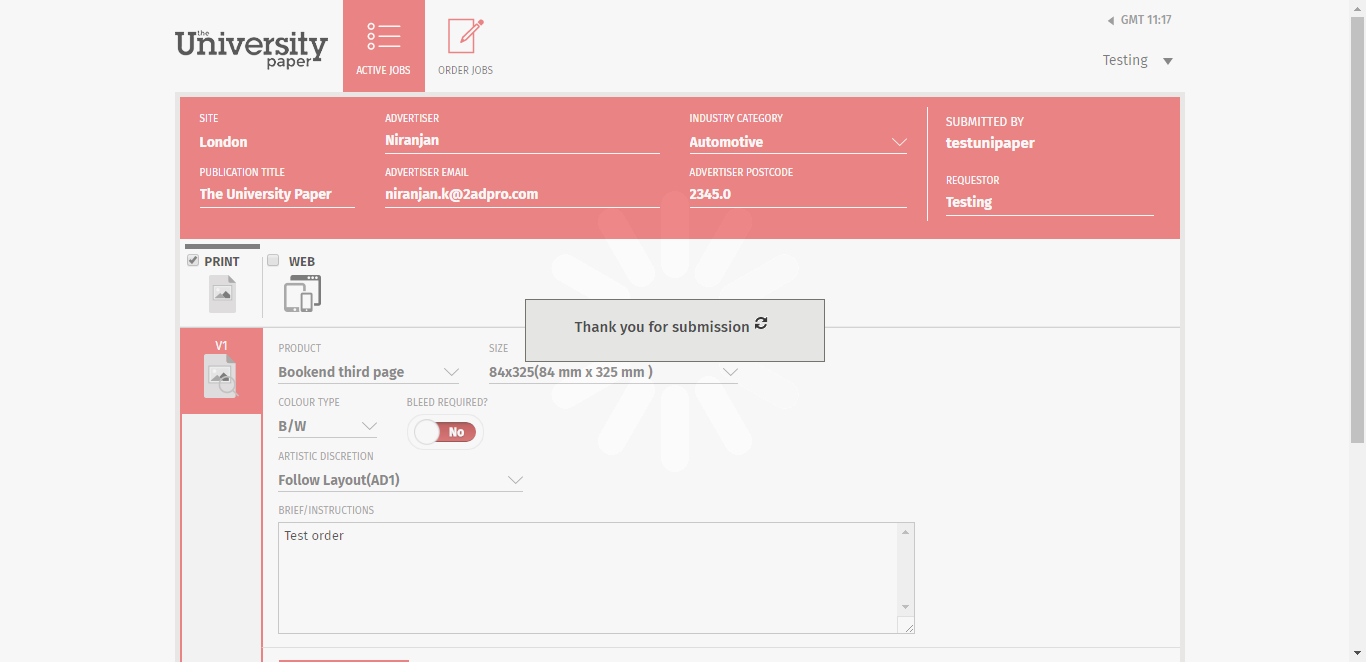 the
University
paper
ACTIVE JOBS
ORDER JOBS
GMT 11:17
Testing
SITE
London
ADVERTISER
Niranjan
INDUSTRY CATEGORY
Automotive
SUBMITTED BY
testunipaper
PUBLICATION TITLE
The University Paper
ADVERTISER EMAIL
niranjan.k@2adpro.com
ADVERTISER POSTCODE
2345.0
REQUESTOR
Testing
PRINT
WEB
Thank you for submission
V1
PRODUCT
Bookend third page
SIZE
84x325(84 mm x 325 mm )
COLOUR TYPE
B/W
BLEED REQUIRED?
No
ARTISTIC DISCRETION
Follow Layout(AD1)
BRIEF/INSTRUCTIONS
Test order